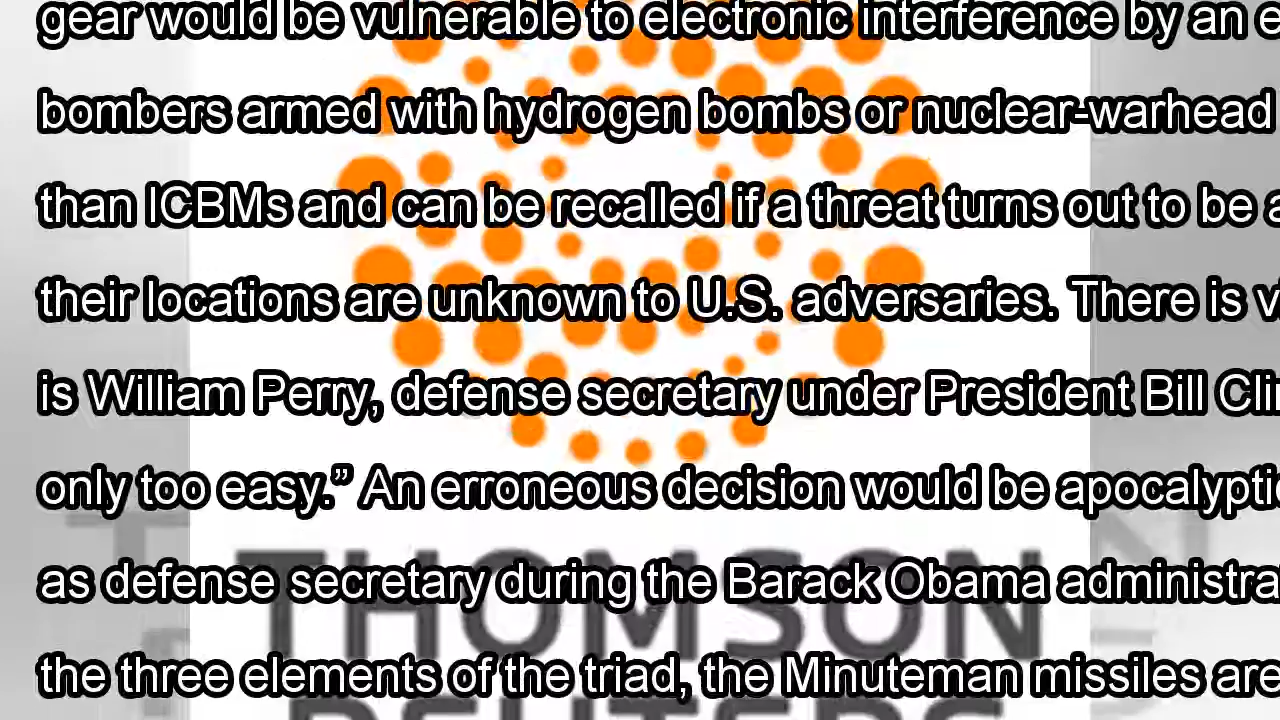 gear would be vulnerable to electronic interference by an
bombers armed with hydrogen bombs or nuclear-warhead
than ICBMs and can be recalled if a threat turns out to be a
their locations are unknown to U.S. adversaries. There is
is William Perry, defense secretary under President Bill
only too easy.” An erroneous decision would be
as defense secretary during the Barack Obama
the three elements of the triad, the Minuteman missiles are
THOMSON
REUTERS